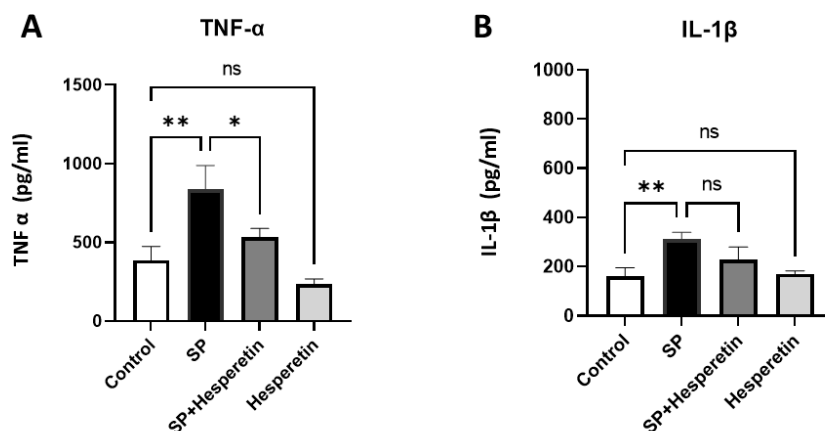 A
TNF-α
ns
** *
1500
1000
500
0
TNF α (pg/ml)
Control
SP
SP+Hesperetin
Hesperetin
B
IL-1β
ns
** ns
1000
800
600
400
200
0
IL-1β (pg/ml)
Control
SP
SP+Hesperetin
Hesperetin